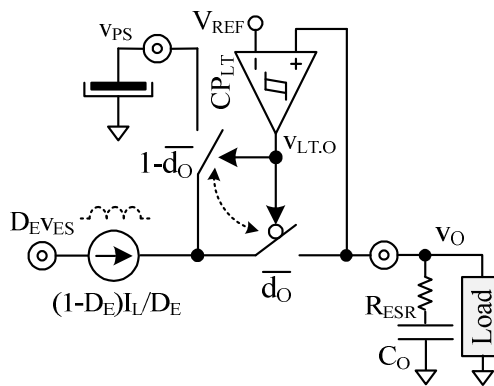 v_PS
V_REF
− +
CP_LT
v_LT.O
1-d̅_O̅
D_Ev_ES
(1-D_E)I_L/D_E
d̅_O̅
v_O
R_ESR
C_O
Load